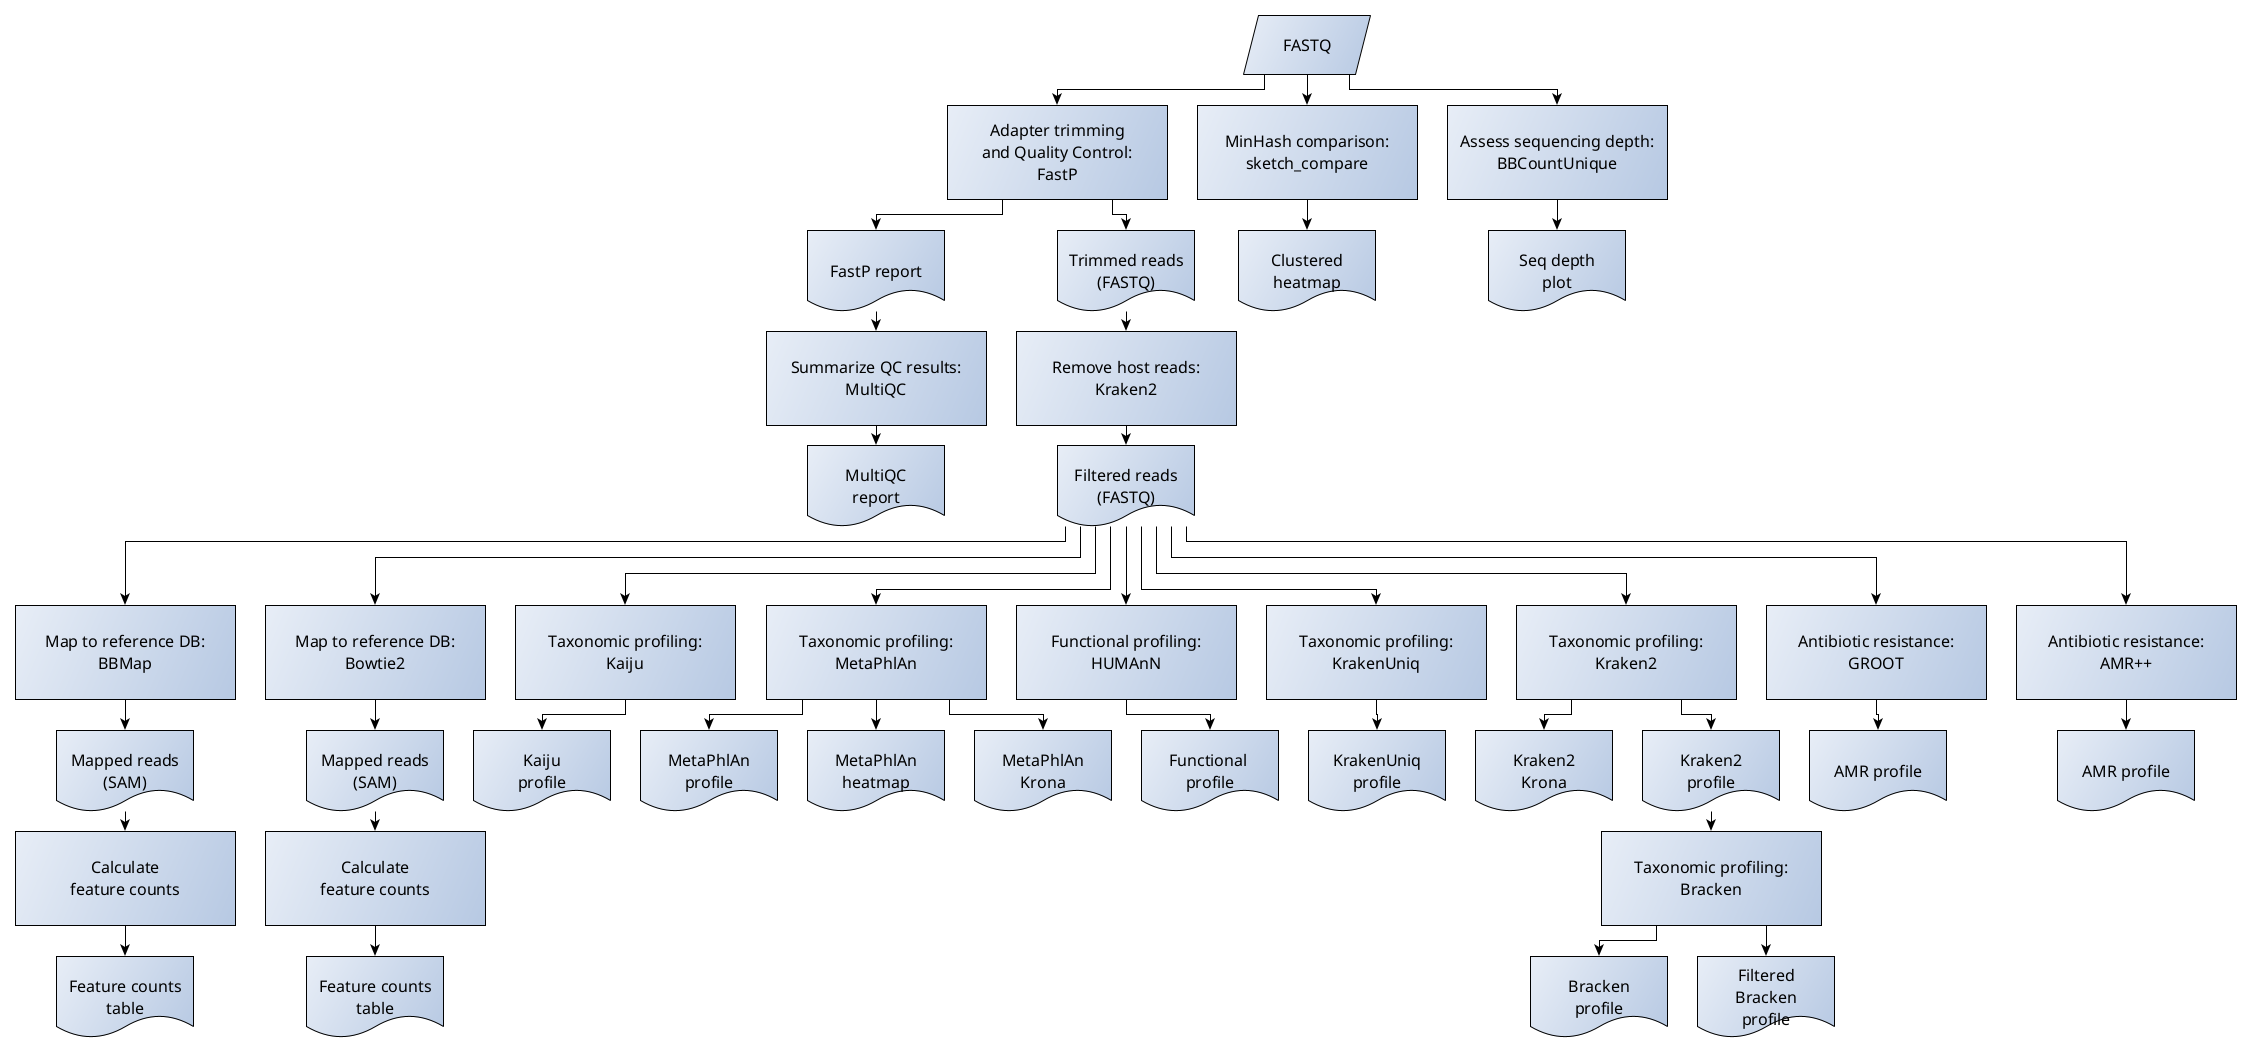 FASTQ
Adapter trimming
and Quality Control:
FastP
MinHash comparison:
sketch_compare
Assess sequencing depth:
BBCountUnique
FastP report
Trimmed reads
(FASTQ)
Clustered
heatmap
Seq depth
plot
Summarize QC results:
MultiQC
Remove host reads:
Kraken2
MultiQC
report
Filtered reads
(FASTQ)
Map to reference DB:
BBMap
Map to reference DB:
Bowtie2
Taxonomic profiling:
Kaiju
Taxonomic profiling:
MetaPhlAn
Functional profiling:
HUMAnN
Taxonomic profiling:
KrakenUniq
Taxonomic profiling:
Kraken2
Antibiotic resistance:
GROOT
Antibiotic resistance:
AMR++
Mapped reads
(SAM)
Mapped reads
(SAM)
Kaiju
profile
MetaPhlAn
profile
MetaPhlAn
heatmap
MetaPhlAn
Krona
Functional
profile
KrakenUniq
profile
Kraken2
Krona
Kraken2
profile
AMR profile
AMR profile
Calculate
feature counts
Calculate
feature counts
Taxonomic profiling:
Bracken
Feature counts
table
Feature counts
table
Bracken
profile
Filtered
Bracken
profile